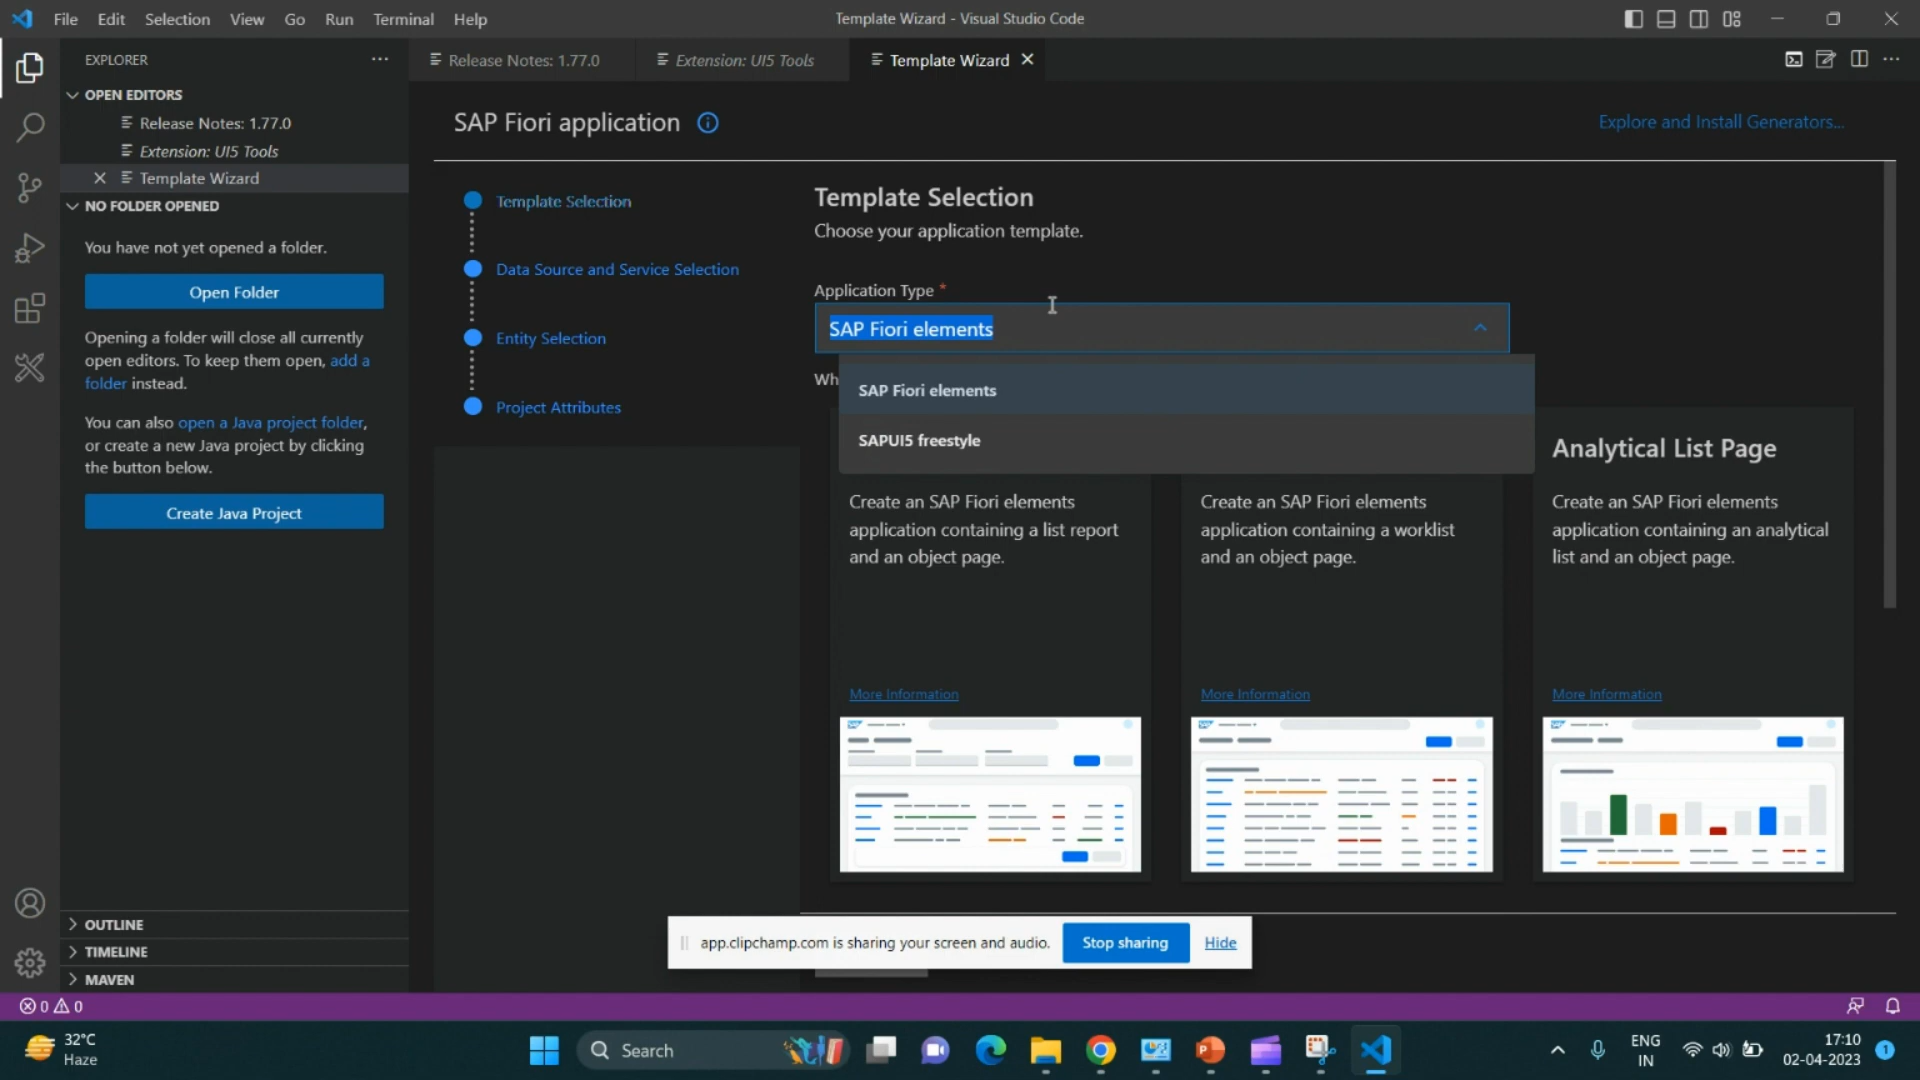 File Edit Selection View Go Run Terminal Help
Template Wizard - Visual Studio Code
EXPLORER
OPEN EDITORS
Release Notes: 1.77.0
Extension: UI5 Tools
Template Wizard
NO FOLDER OPENED
You have not yet opened a folder.
Open Folder
Opening a folder will close all currently
open editors. To keep them open, add a
folder instead.
You can also open a Java project folder,
or create a new Java project by clicking
the button below.
Create Java Project
OUTLINE
TIMELINE
MAVEN
Release Notes: 1.77.0
Extension: UI5 Tools
Template Wizard
SAP Fiori application
Explore and Install Generators...
Template Selection
Data Source and Service Selection
Entity Selection
Project Attributes
Template Selection
Choose your application template.
Application Type *
SAP Fiori elements
Wh
SAP Fiori elements
SAPUI5 freestyle
Create an SAP Fiori elements
application containing a list report
and an object page.
More Information
Create an SAP Fiori elements
application containing a worklist
and an object page.
More Information
Analytical List Page
Create an SAP Fiori elements
application containing an analytical
list and an object page.
More Information
app.clipchamp.com is sharing your screen and audio.
Stop sharing
Hide
0 0
32°C
Haze
Search
ENG
IN
17:10
02-04-2023
1